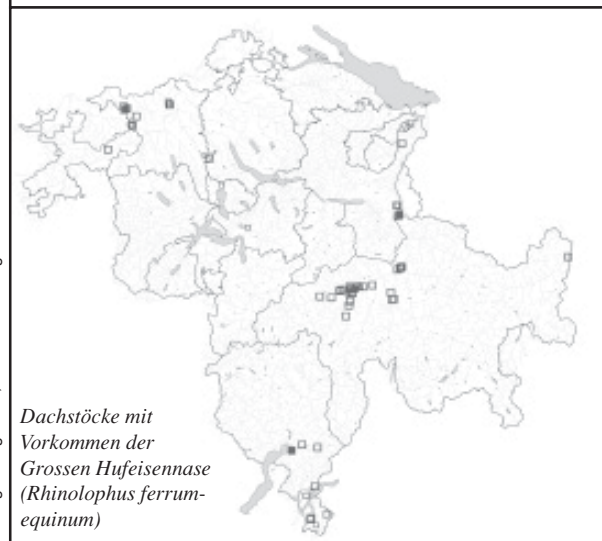 Dachstöcke mit
Vorkommen der
Grossen Hufeisennase
(Rhinolophus ferrum-
equinum)